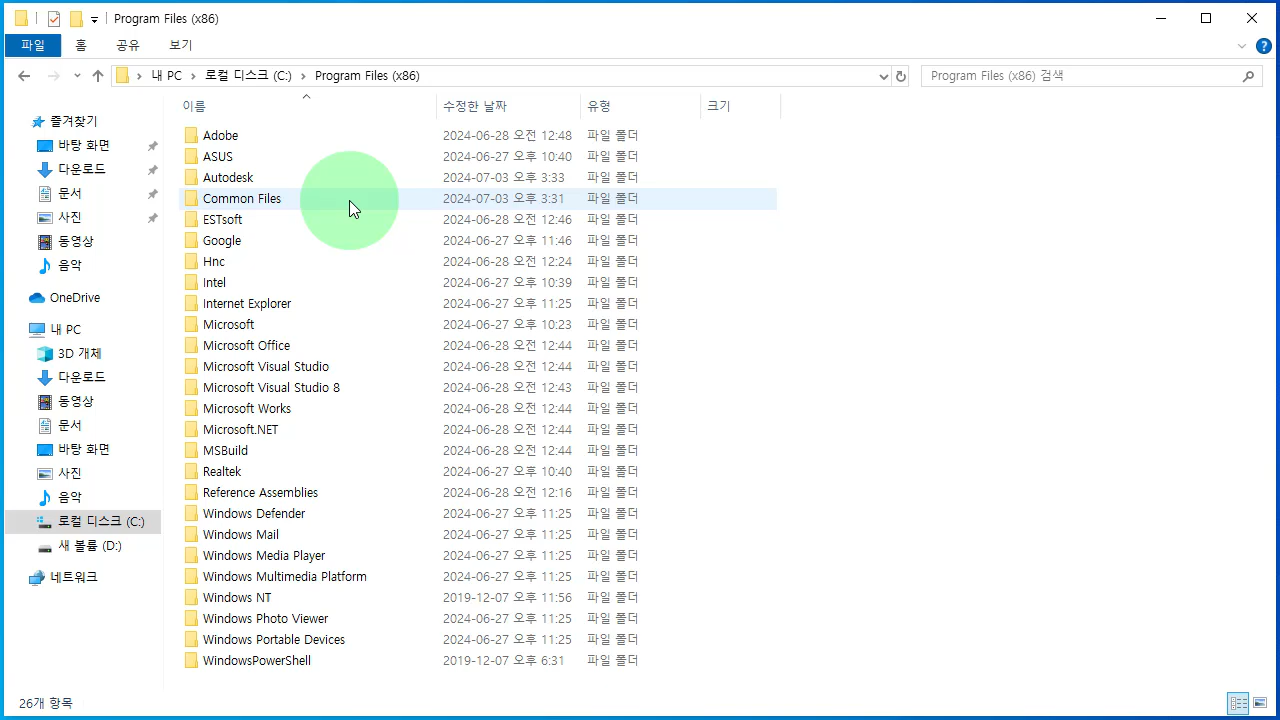 Program Files (x86)
파일 홈 공유 보기
내 PC 로컬 디스크 (C:) Program Files (x86)
Program Files (x86) 검색
즐겨찾기
바탕 화면
다운로드
문서
사진
동영상
음악
OneDrive
내 PC
3D 개체
다운로드
동영상
문서
바탕 화면
사진
음악
로컬 디스크 (C:)
새 볼륨 (D:)
네트워크
이름 수정한 날짜 유형 크기
Adobe 2024-06-28 오전 12:48 파일 폴더
ASUS 2024-06-27 오후 10:40 파일 폴더
Autodesk 2024-07-03 오후 3:33 파일 폴더
Common Files 2024-07-03 오후 3:31 파일 폴더
ESTsoft 2024-06-28 오전 12:46 파일 폴더
Google 2024-06-27 오후 11:46 파일 폴더
Hnc 2024-06-28 오전 12:24 파일 폴더
Intel 2024-06-27 오후 10:39 파일 폴더
Internet Explorer 2024-06-27 오후 11:25 파일 폴더
Microsoft 2024-06-27 오후 10:23 파일 폴더
Microsoft Office 2024-06-28 오전 12:44 파일 폴더
Microsoft Visual Studio 2024-06-28 오전 12:44 파일 폴더
Microsoft Visual Studio 8 2024-06-28 오전 12:43 파일 폴더
Microsoft Works 2024-06-28 오전 12:44 파일 폴더
Microsoft.NET 2024-06-28 오전 12:44 파일 폴더
MSBuild 2024-06-28 오전 12:44 파일 폴더
Realtek 2024-06-27 오후 10:40 파일 폴더
Reference Assemblies 2024-06-28 오전 12:16 파일 폴더
Windows Defender 2024-06-27 오후 11:25 파일 폴더
Windows Mail 2024-06-27 오후 11:25 파일 폴더
Windows Media Player 2024-06-27 오후 11:25 파일 폴더
Windows Multimedia Platform 2024-06-27 오후 11:25 파일 폴더
Windows NT 2019-12-07 오후 11:56 파일 폴더
Windows Photo Viewer 2024-06-27 오후 11:25 파일 폴더
Windows Portable Devices 2024-06-27 오후 11:25 파일 폴더
WindowsPowerShell 2019-12-07 오후 6:31 파일 폴더
26개 항목